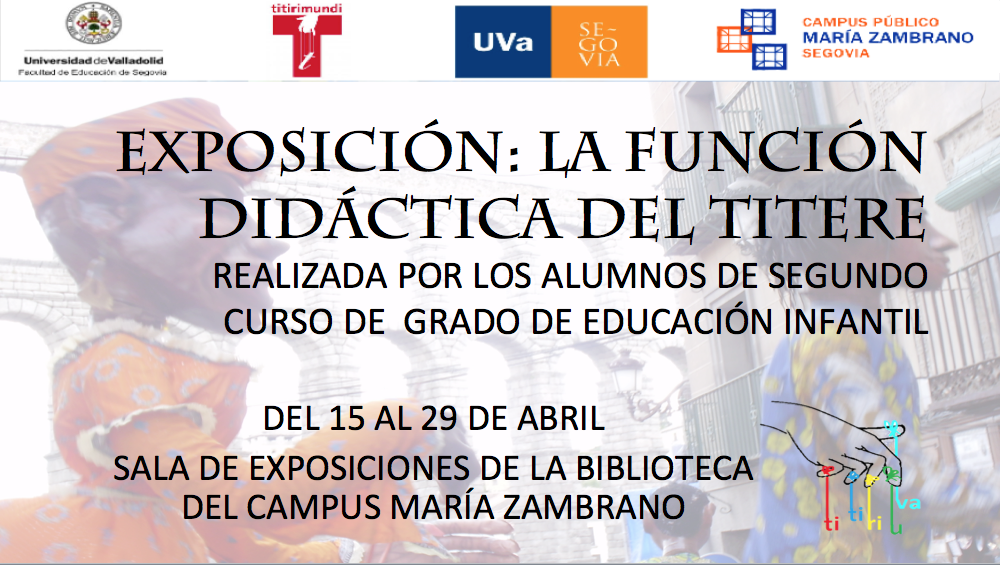 Universidad de Valladolid
Facultad de Educación de Segovia
titirimundi
UVa
SE-
GO
VIA
CAMPUS PÚBLICO
MARÍA ZAMBRANO
SEGOVIA
EXPOSICIÓN: LA FUNCIÓN
DIDÁCTICA DEL TITERE
REALIZADA POR LOS ALUMNOS DE SEGUNDO
CURSO DE GRADO DE EDUCACIÓN INFANTIL
DEL 15 AL 29 DE ABRIL
SALA DE EXPOSICIONES DE LA BIBLIOTECA
DEL CAMPUS MARÍA ZAMBRANO
ti ti ri u va